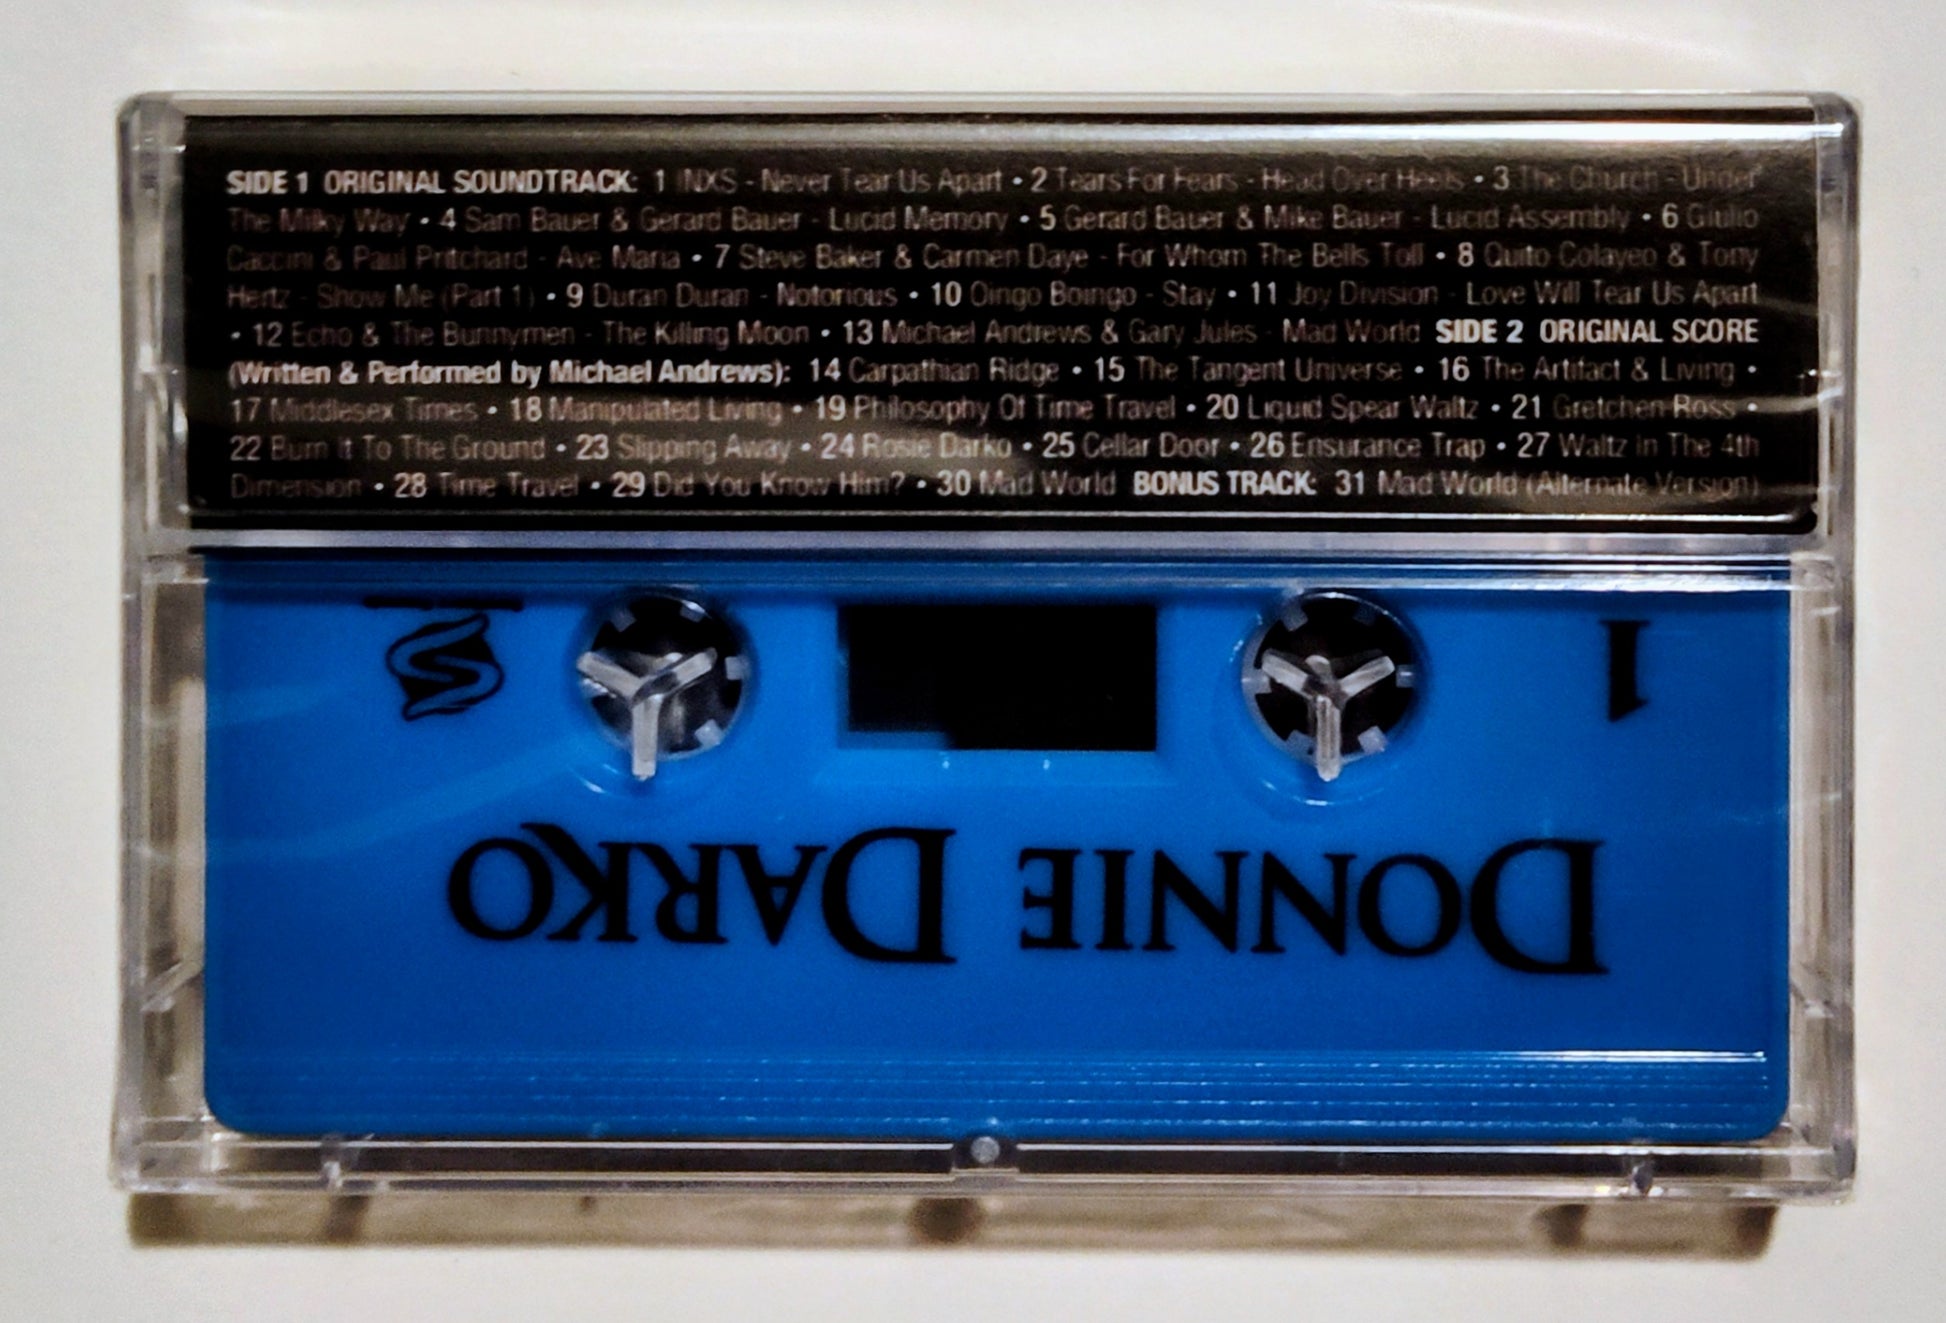 SIDE 1 ORIGINAL SOUNDTRACK: 1 INXS - Never Tear Us Apart • 2 Tears For Fears - Head Over Heels • 3 The Church - Under
The Milky Way • 4 Sam Bauer & Gerard Bauer - Lucid Memory • 5 Gerard Bauer & Mike Bauer - Lucid Assembly • 6 Giulio
Caccini & Paul Pritchard - Ave Maria • 7 Steve Baker & Carmen Daye - For Whom The Bells Toll • 8 Quito Colayeo & Tony
Hertz - Show Me (Part 1) • 9 Duran Duran - Notorious • 10 Oingo Boingo - Stay • 11 Joy Division - Love Will Tear Us Apart
• 12 Echo & The Bunnymen - The Killing Moon • 13 Michael Andrews & Gary Jules - Mad World SIDE 2 ORIGINAL SCORE
(Written & Performed by Michael Andrews): 14 Carpathian Ridge • 15 The Tangent Universe • 16 The Artifact & Living •
17 Middlesex Times • 18 Manipulated Living • 19 Philosophy Of Time Travel • 20 Liquid Spear Waltz • 21 Gretchen Ross •
22 Burn It To The Ground • 23 Slipping Away • 24 Rosie Darko • 25 Cellar Door • 26 Ensurance Trap • 27 Waltz In The 4th
Dimension • 28 Time Travel • 29 Did You Know Him? • 30 Mad World BONUS TRACK: 31 Mad World (Alternate Version)
1
DONNIE DARKO